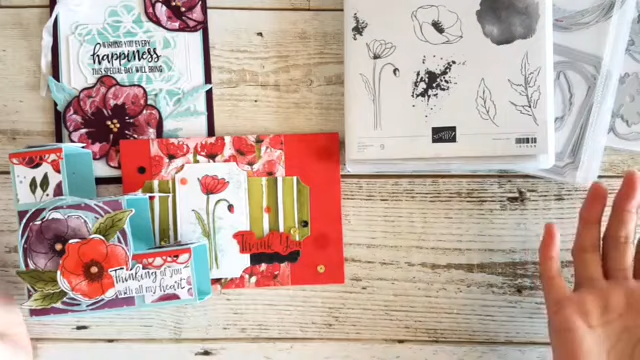 WISHING YOU EVERY
happiness
THIS SPECIAL DAY WILL BRING
Thank You
Thinking of you
with all my heart